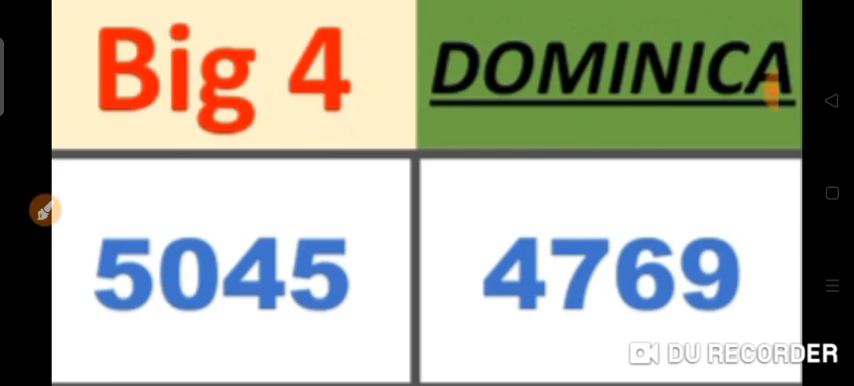 Big 4
DOMINICA
5045
4769
DU RECORDER